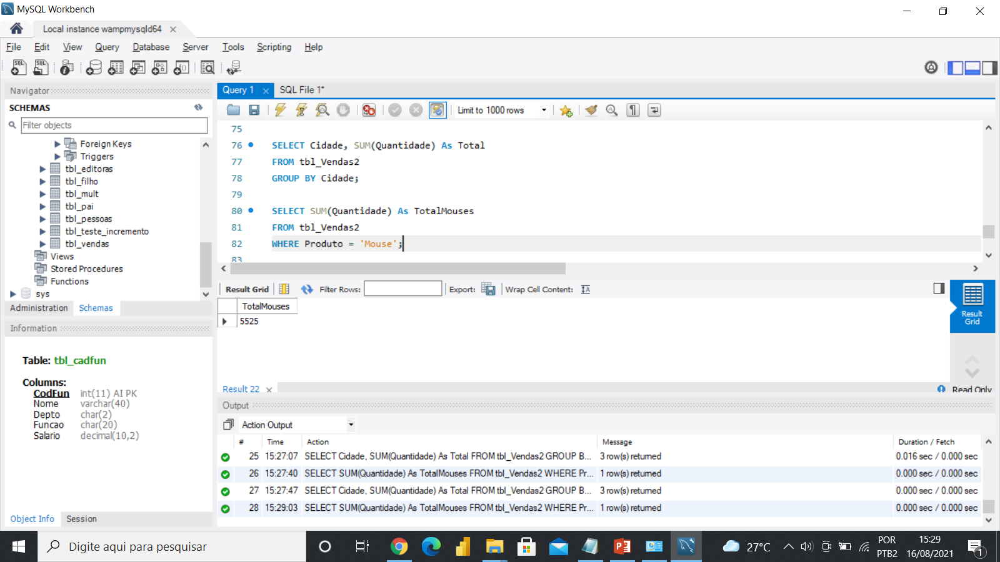 MySQL Workbench
Local instance wampmysqld64
File Edit View Query Database Server Tools Scripting Help
Navigator
SCHEMAS
Filter objects
Foreign Keys
Triggers
tbl_editoras
tbl_filho
tbl_mult
tbl_pai
tbl_pessoas
tbl_teste_incremento
tbl_vendas
Views
Stored Procedures
Functions
sys
Administration Schemas
Information
Table: tbl_cadfun
Columns:
CodFun int(11) AI PK
Nome varchar(40)
Depto char(2)
Funcao char(20)
Salario decimal(10,2)
Object Info Session
Query 1 SQL File 1*
Limit to 1000 rows
75
76 SELECT Cidade, SUM(Quantidade) As Total
77 FROM tbl_Vendas2
78 GROUP BY Cidade;
79
80 SELECT SUM(Quantidade) As TotalMouses
81 FROM tbl_Vendas2
82 WHERE Produto = 'Mouse';
83
Result Grid Filter Rows: Export: Wrap Cell Content:
TotalMouses
5525
Result
Grid
Result 22
Read Only
Output
Action Output
# Time Action Message Duration / Fetch
25 15:27:07 SELECT Cidade, SUM(Quantidade) As Total FROM tbl_Vendas2 GROUP B... 3 row(s) returned 0.016 sec / 0.000 sec
26 15:27:40 SELECT SUM(Quantidade) As TotalMouses FROM tbl_Vendas2 WHERE Pr... 1 row(s) returned 0.000 sec / 0.000 sec
27 15:27:47 SELECT Cidade, SUM(Quantidade) As Total FROM tbl_Vendas2 GROUP B... 3 row(s) returned 0.000 sec / 0.000 sec
28 15:29:03 SELECT SUM(Quantidade) As TotalMouses FROM tbl_Vendas2 WHERE Pr... 1 row(s) returned 0.000 sec / 0.000 sec
Digite aqui para pesquisar
27°C
POR
PTB2
15:29
16/08/2021
1